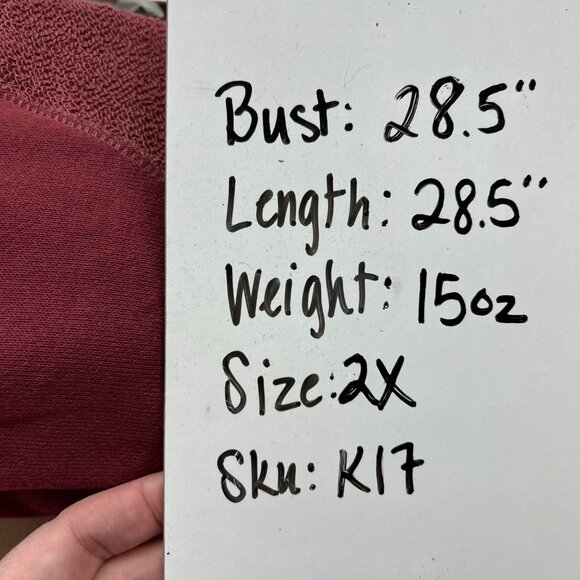 Bust: 28.5"
Length: 28.5"
Weight: 15oz
Size: 2X
Sku: K17